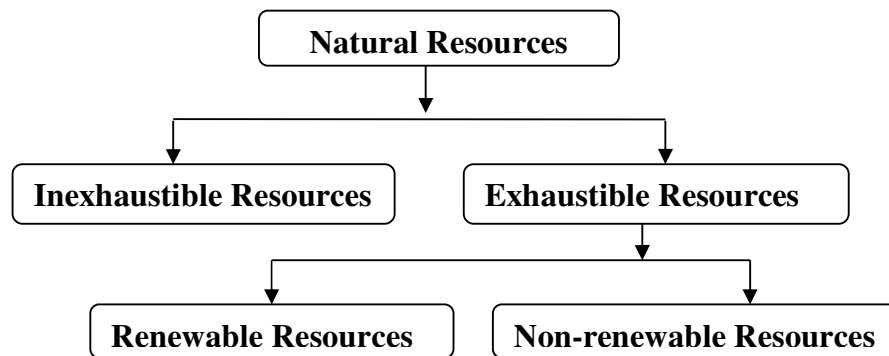 Natural Resources
Inexhaustible Resources
Exhaustible Resources
Renewable Resources
Non-renewable Resources